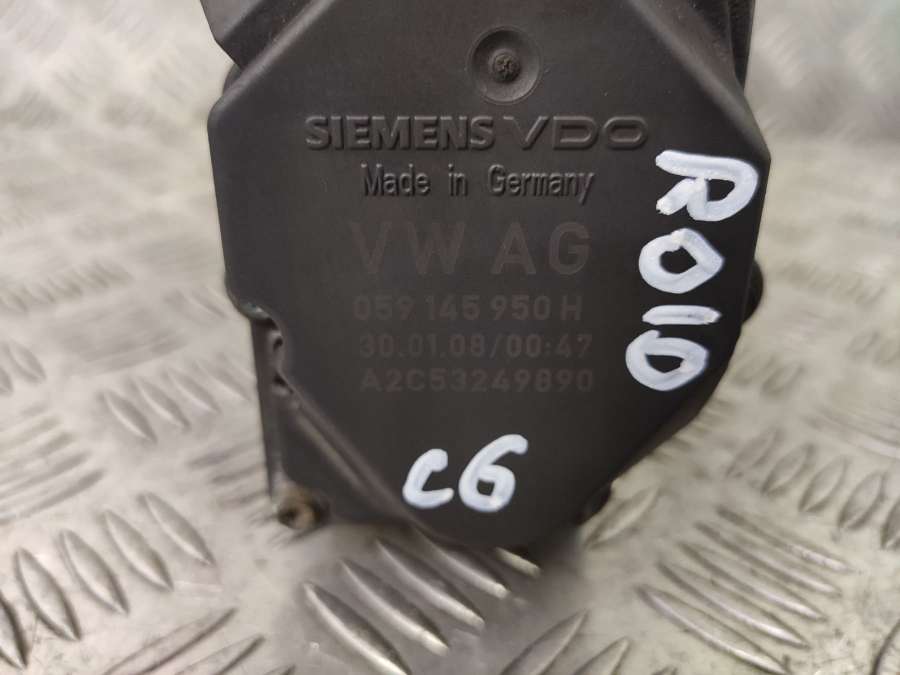 SIEMENS VDO
Made in Germany
VW AG
059 145 950 H
30.01.08/00:47
A2C53249890
R010
C6